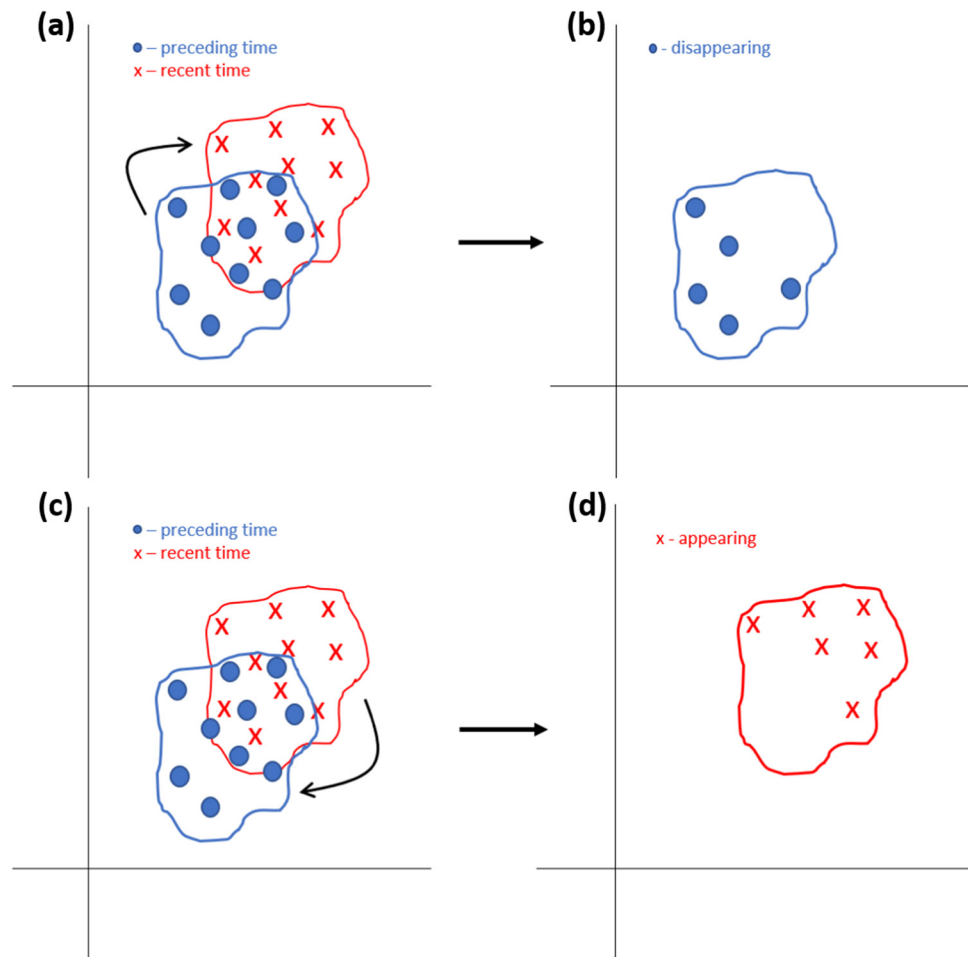 (a)
● – preceding time
x – recent time
(b)
● - disappearing
(c)
● – preceding time
x – recent time
(d)
x - appearing